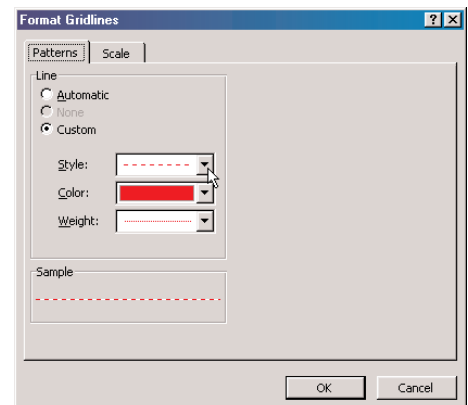 Format Gridlines
Patterns Scale
Line
Automatic
None
Custom
Style:
Color:
Weight:
Sample
OK Cancel